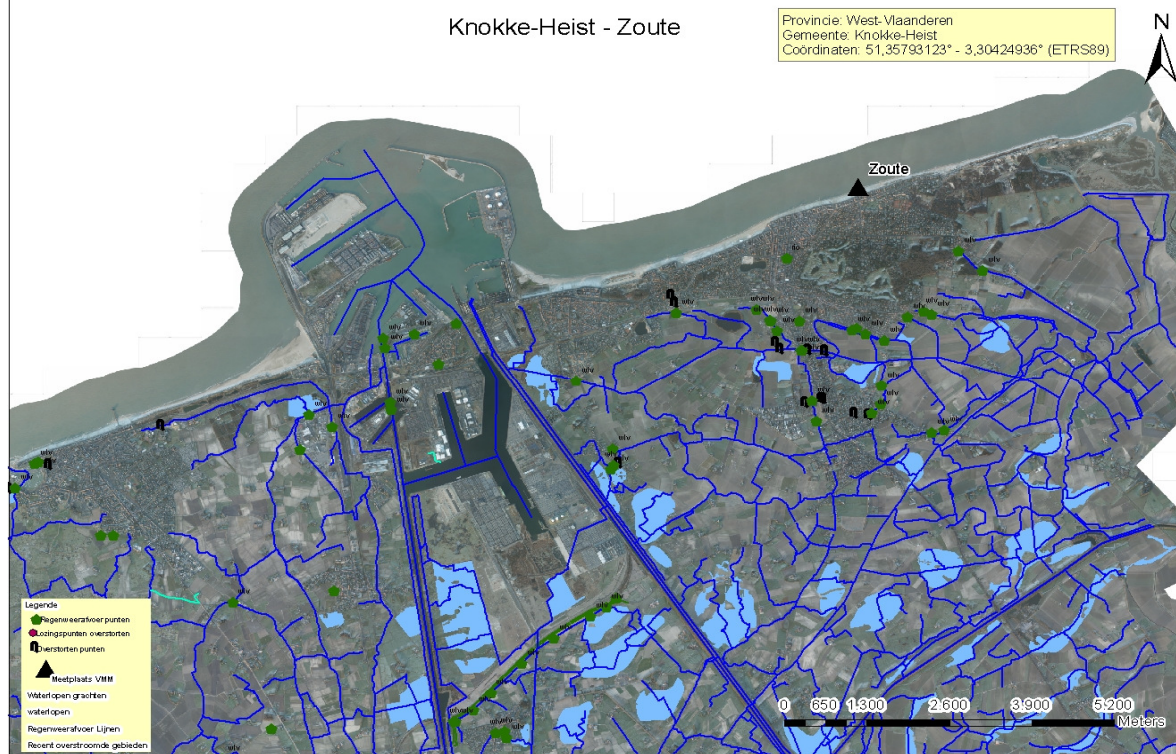 Knokke-Heist - Zoute
Provincie: West-Vlaanderen
Gemeente: Knokke-Heist
Coördinaten: 51,35793123° - 3,30424936° (ETRS89)
N
Zoute
Legende
Regenweerafvoer punten
Lozingspunten overstorten
Overstorten punten
Meetplaats VMM
Waterlopen grachten
waterlopen
Regenweerafvoer Lijnen
Recent overstroomde gebieden
0 650 1.300 2.600 3.900 5.200
Meters